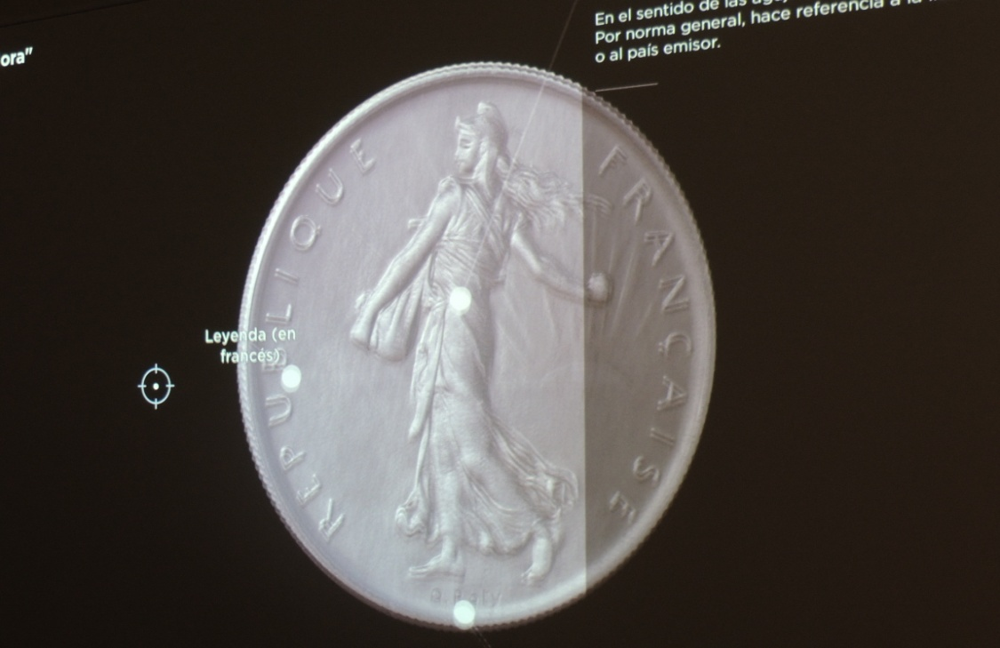 ora"
En el sentido de las
Por norma general, hace referencia a la
o al país emisor.
Leyenda (en
francés)
REPUBLIQUE
FRANÇAISE
O. Roty